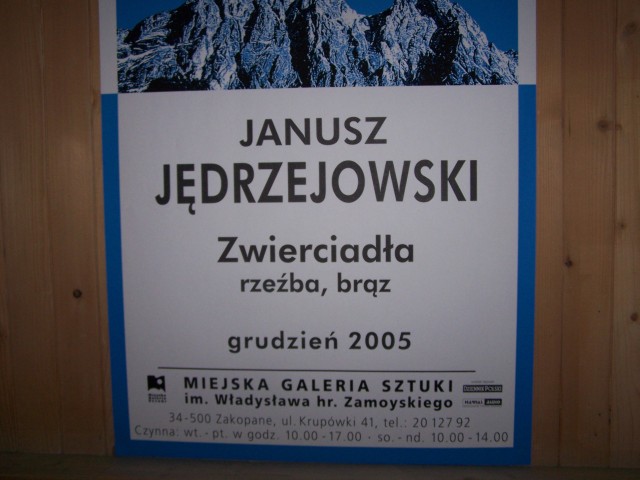 JANUSZ
JĘDRZEJOWSKI
Zwierciadła
rzeźba, brąz
grudzień 2005
MIEJSKA GALERIA SZTUKI
im. Władysława hr. Zamoyskiego
34-500 Zakopane, ul. Krupówki 41, tel.: 20 127 92
Czynna: wt. - pt. w godz. 10.00 -17.00 · so. - nd. 10.00 -14.00
DZIENNIK POLSKI